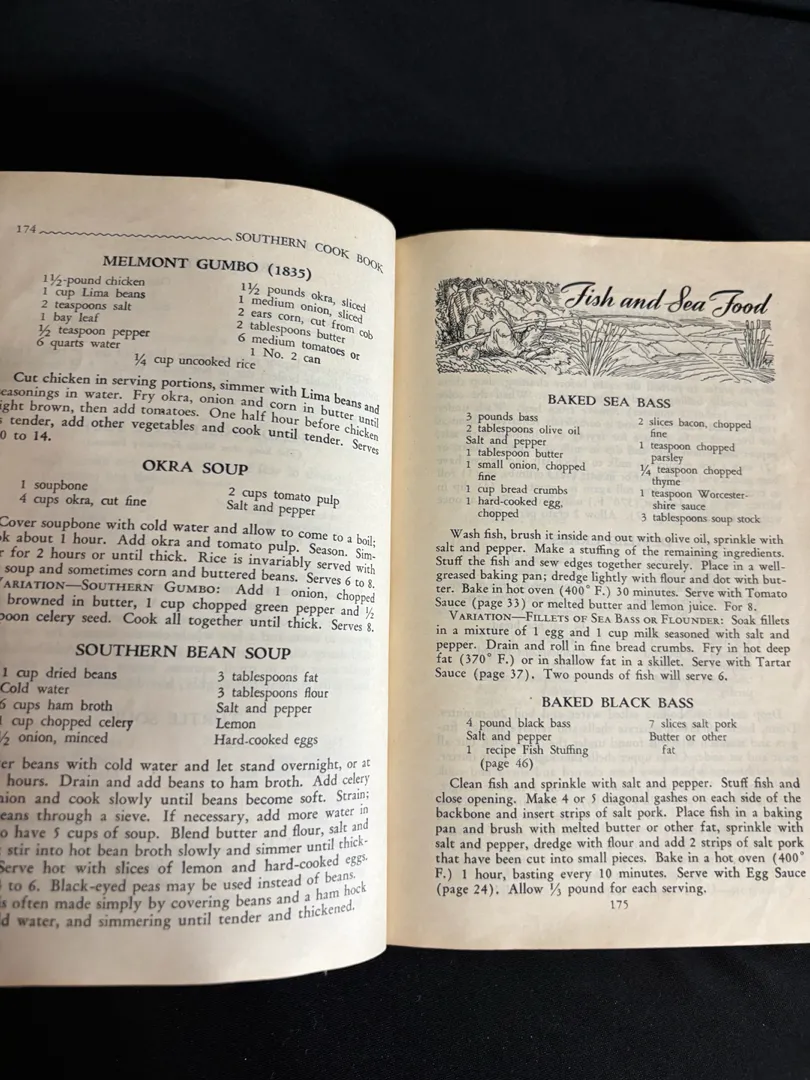 174
SOUTHERN COOK BOOK
MELMONT GUMBO (1835)
1½-pound chicken
1 cup Lima beans
2 teaspoons salt
1 bay leaf
½ teaspoon pepper
6 quarts water
1½ pounds okra, sliced
1 medium onion, sliced
2 ears corn, cut from cob
2 tablespoons butter
6 medium tomatoes or
1 No. 2 can
¼ cup uncooked rice
Cut chicken in serving portions, simmer with Lima beans and
easonings in water. Fry okra, onion and corn in butter until
ight brown, then add tomatoes. One half hour before chicken
s tender, add other vegetables and cook until tender. Serves
0 to 14.
OKRA SOUP
1 soupbone
4 cups okra, cut fine
2 cups tomato pulp
Salt and pepper
Cover soupbone with cold water and allow to come to a boil;
k about 1 hour. Add okra and tomato pulp. Season. Sim-
r for 2 hours or until thick. Rice is invariably served with
soup and sometimes corn and buttered beans. Serves 6 to 8.
VARIATION—SOUTHERN GUMBO: Add 1 onion, chopped
browned in butter, 1 cup chopped green pepper and ½
poon celery seed. Cook all together until thick. Serves 8.
SOUTHERN BEAN SOUP
1 cup dried beans
Cold water
6 cups ham broth
1 cup chopped celery
½ onion, minced
3 tablespoons fat
3 tablespoons flour
Salt and pepper
Lemon
Hard-cooked eggs
er beans with cold water and let stand overnight, or at
hours. Drain and add beans to ham broth. Add celery
nion and cook slowly until beans become soft. Strain;
eans through a sieve. If necessary, add more water in
o have 5 cups of soup. Blend butter and flour, salt and
stir into hot bean broth slowly and simmer until thick-
Serve hot with slices of lemon and hard-cooked eggs.
to 6. Black-eyed peas may be used instead of beans.
s often made simply by covering beans and a ham hock
d water, and simmering until tender and thickened.
Fish and Sea Food
BAKED SEA BASS
3 pounds bass
2 tablespoons olive oil
Salt and pepper
1 tablespoon butter
1 small onion, chopped
fine
1 cup bread crumbs
1 hard-cooked egg,
chopped
2 slices bacon, chopped
fine
1 teaspoon chopped
parsley
¼ teaspoon chopped
thyme
1 teaspoon Worcester-
shire sauce
3 tablespoons soup stock
Wash fish, brush it inside and out with olive oil, sprinkle with
salt and pepper. Make a stuffing of the remaining ingredients.
Stuff the fish and sew edges together securely. Place in a well-
greased baking pan; dredge lightly with flour and dot with but-
ter. Bake in hot oven (400° F.) 30 minutes. Serve with Tomato
Sauce (page 33) or melted butter and lemon juice. For 8.
VARIATION—FILLETS OF SEA BASS OR FLOUNDER: Soak fillets
in a mixture of 1 egg and 1 cup milk seasoned with salt and
pepper. Drain and roll in fine bread crumbs. Fry in hot deep
fat (370° F.) or in shallow fat in a skillet. Serve with Tartar
Sauce (page 37). Two pounds of fish will serve 6.
BAKED BLACK BASS
4 pound black bass
Salt and pepper
1 recipe Fish Stuffing
(page 46)
7 slices salt pork
Butter or other
fat
Clean fish and sprinkle with salt and pepper. Stuff fish and
close opening. Make 4 or 5 diagonal gashes on each side of the
backbone and insert strips of salt pork. Place fish in a baking
pan and brush with melted butter or other fat, sprinkle with
salt and pepper, dredge with flour and add 2 strips of salt pork
that have been cut into small pieces. Bake in a hot oven (400°
F.) 1 hour, basting every 10 minutes. Serve with Egg Sauce
(page 24). Allow ⅓ pound for each serving.
175